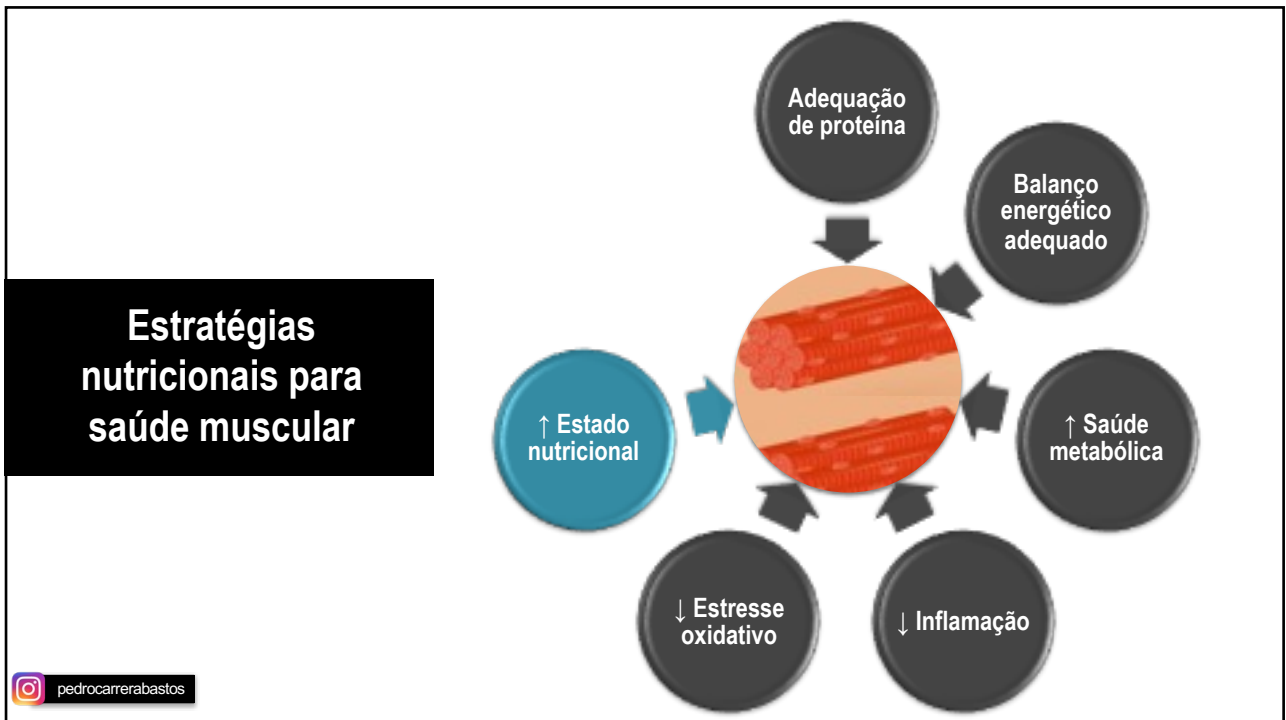 Estratégias
nutricionais para
saúde muscular
Adequação
de proteína
Balanço
energético
adequado
↑ Saúde
metabólica
↓ Inflamação
↓ Estresse
oxidativo
↑ Estado
nutricional
pedrocarrerabastos